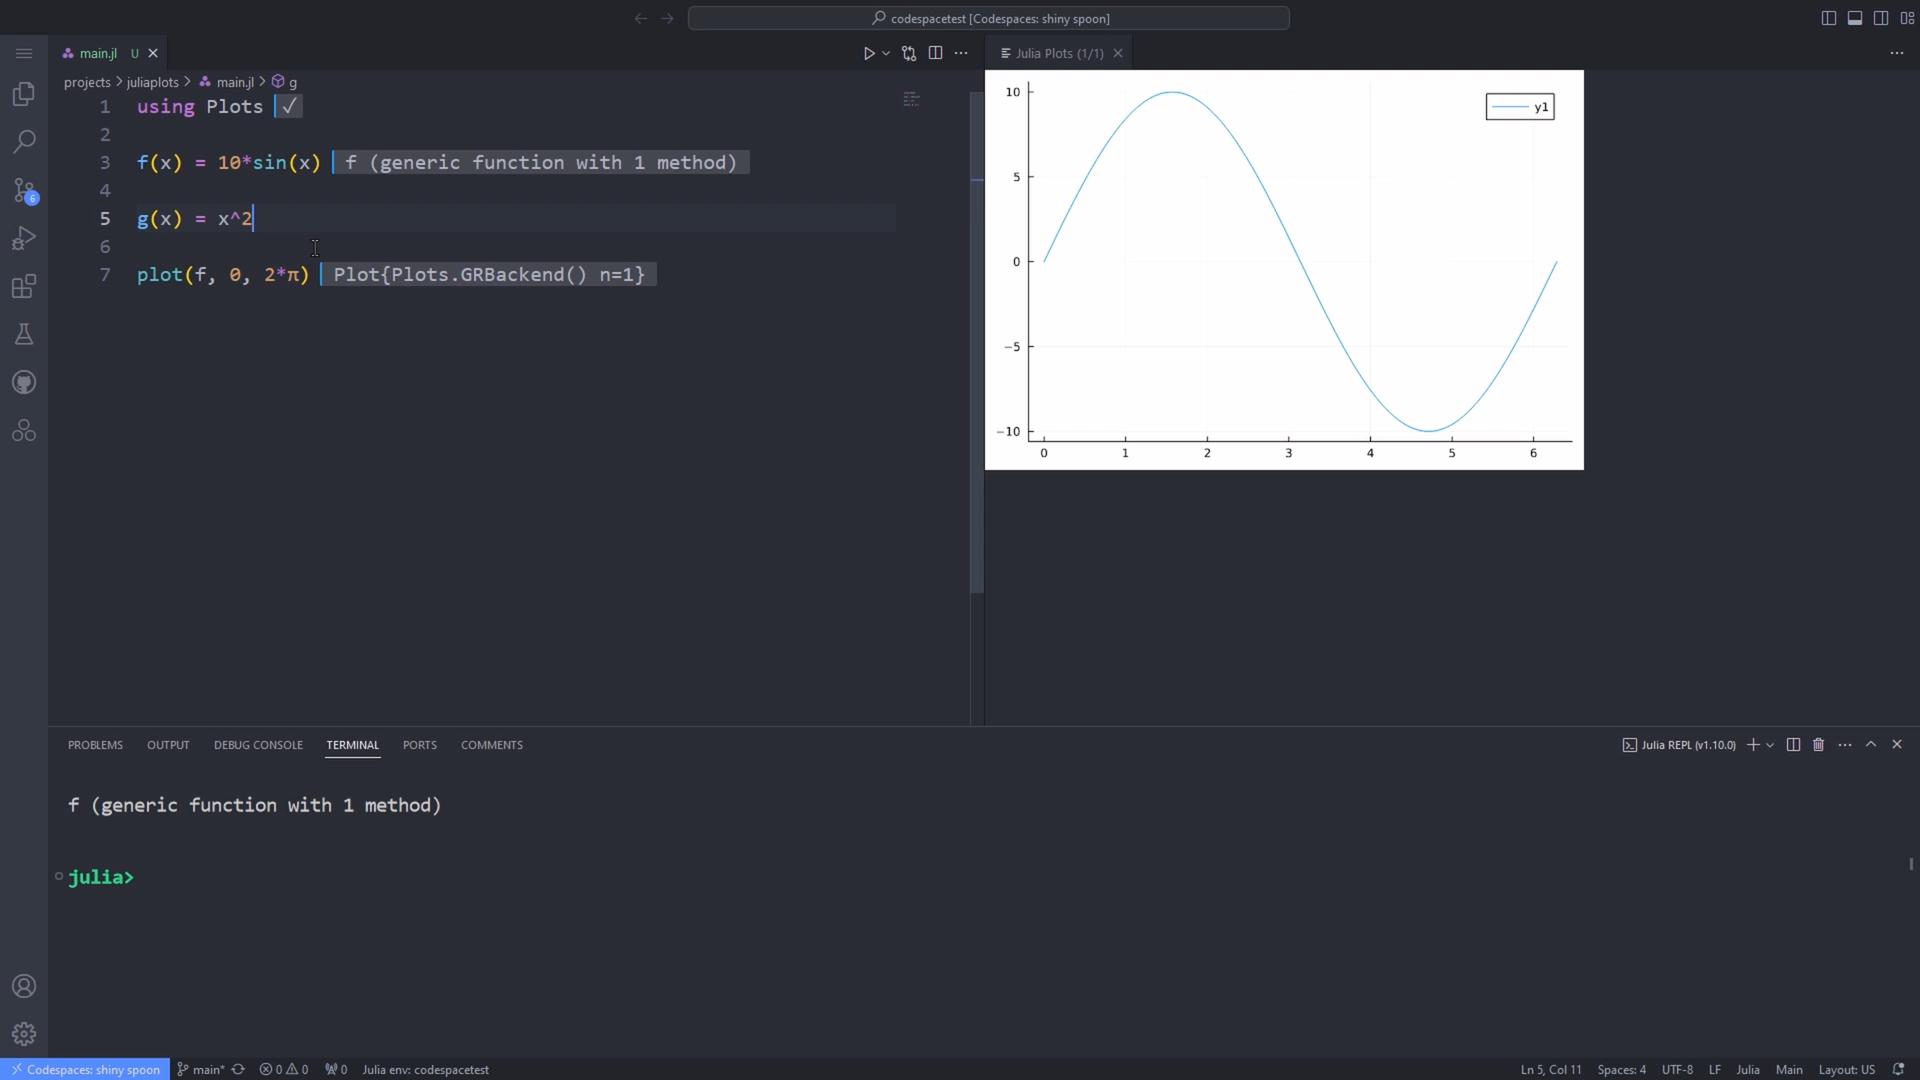 codespacetest [Codespaces: shiny spoon]
main.jl U
Julia Plots (1/1)
projects > juliaplots > main.jl > g
1 using Plots ✓
2
3 f(x) = 10*sin(x) f (generic function with 1 method)
4
5 g(x) = x^2
6
7 plot(f, 0, 2*π) Plot{Plots.GRBackend() n=1}
y1
10
5
0
−5
−10
0 1 2 3 4 5 6
6
PROBLEMS OUTPUT DEBUG CONSOLE TERMINAL PORTS COMMENTS
Julia REPL (v1.10.0)
f (generic function with 1 method)
julia>
Codespaces: shiny spoon main* 0 0 0 Julia env: codespacetest
Ln 5, Col 11 Spaces: 4 UTF-8 LF Julia Main Layout: US